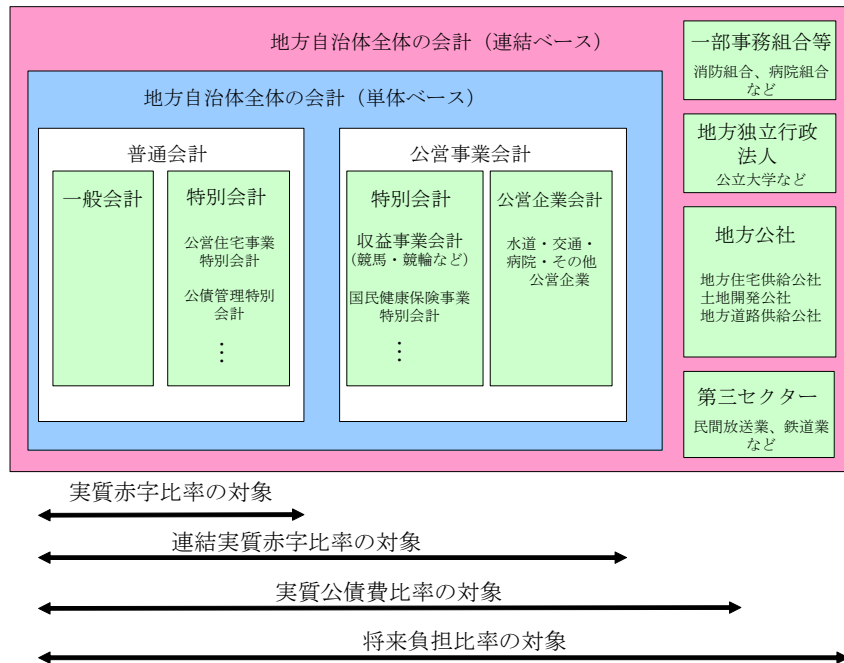 地方自治体全体の会計（連結ベース）
地方自治体全体の会計（単体ベース）
普通会計
一般会計
特別会計
公営住宅事業
特別会計
公債管理特別
会計
⋮
公営事業会計
特別会計
収益事業会計
(競馬・競輪など)
国民健康保険事業
特別会計
⋮
公営企業会計
水道・交通・
病院・その他
公営企業
一部事務組合等
消防組合、病院組合
など
地方独立行政
法人
公立大学など
地方公社
地方住宅供給公社
土地開発公社
地方道路供給公社
第三セクター
民間放送業、鉄道業
など
実質赤字比率の対象
連結実質赤字比率の対象
実質公債費比率の対象
将来負担比率の対象